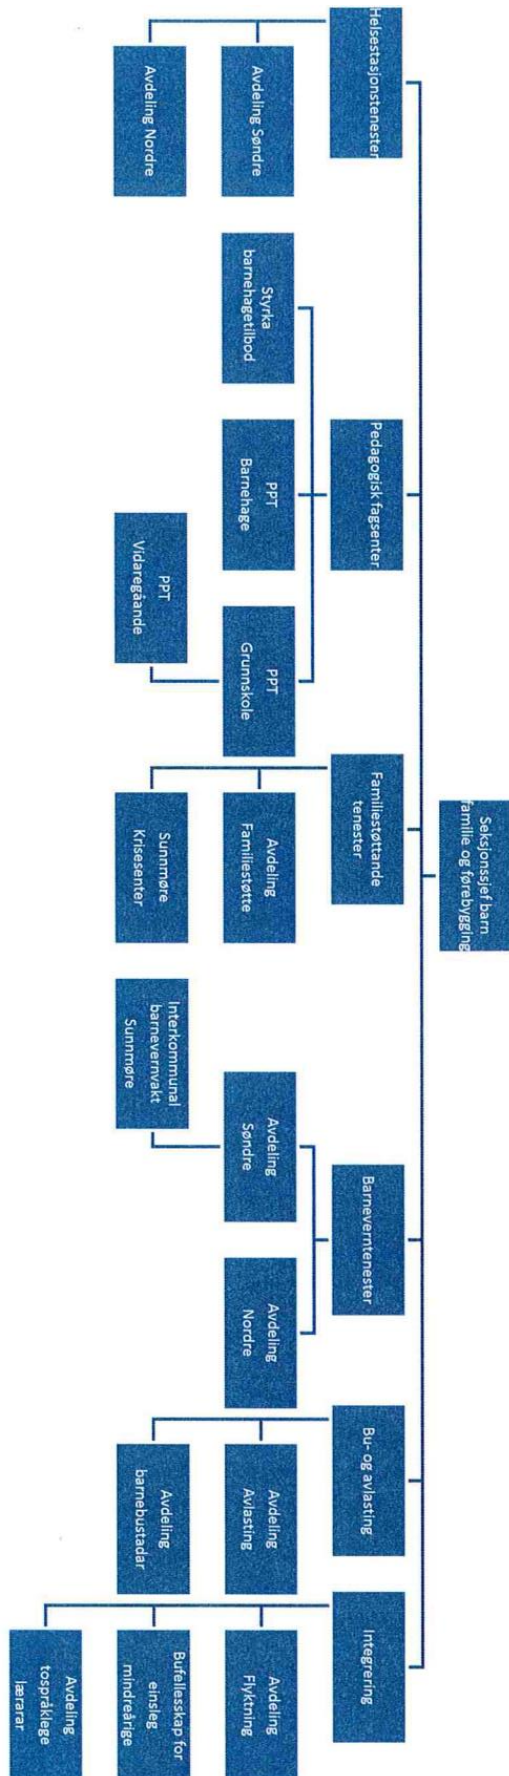 Seksjonssjef barn
familie og førebygging
Helsestasjonstenester
Avdeling Søndre
Avdeling Nordre
Pedagogisk fagsenter
Styrka
barnehagetilbod
PPT
Barnehage
PPT
Grunnskole
PPT
Vidaregåande
Familiestøttande
tenester
Avdeling
Familiestøtte
Sunnmøre
Krisesenter
Barneverntenester
Avdeling
Søndre
Interkommunal
barnevernvakt
Sunnmøre
Avdeling
Nordre
Bu- og avlasting
Avdeling
Avlasting
Avdeling
barnebustadar
Integrering
Avdeling
Flyktning
Bufellesskap for
einsleg
mindreårige
Avdeling
tospråklege
lærarar